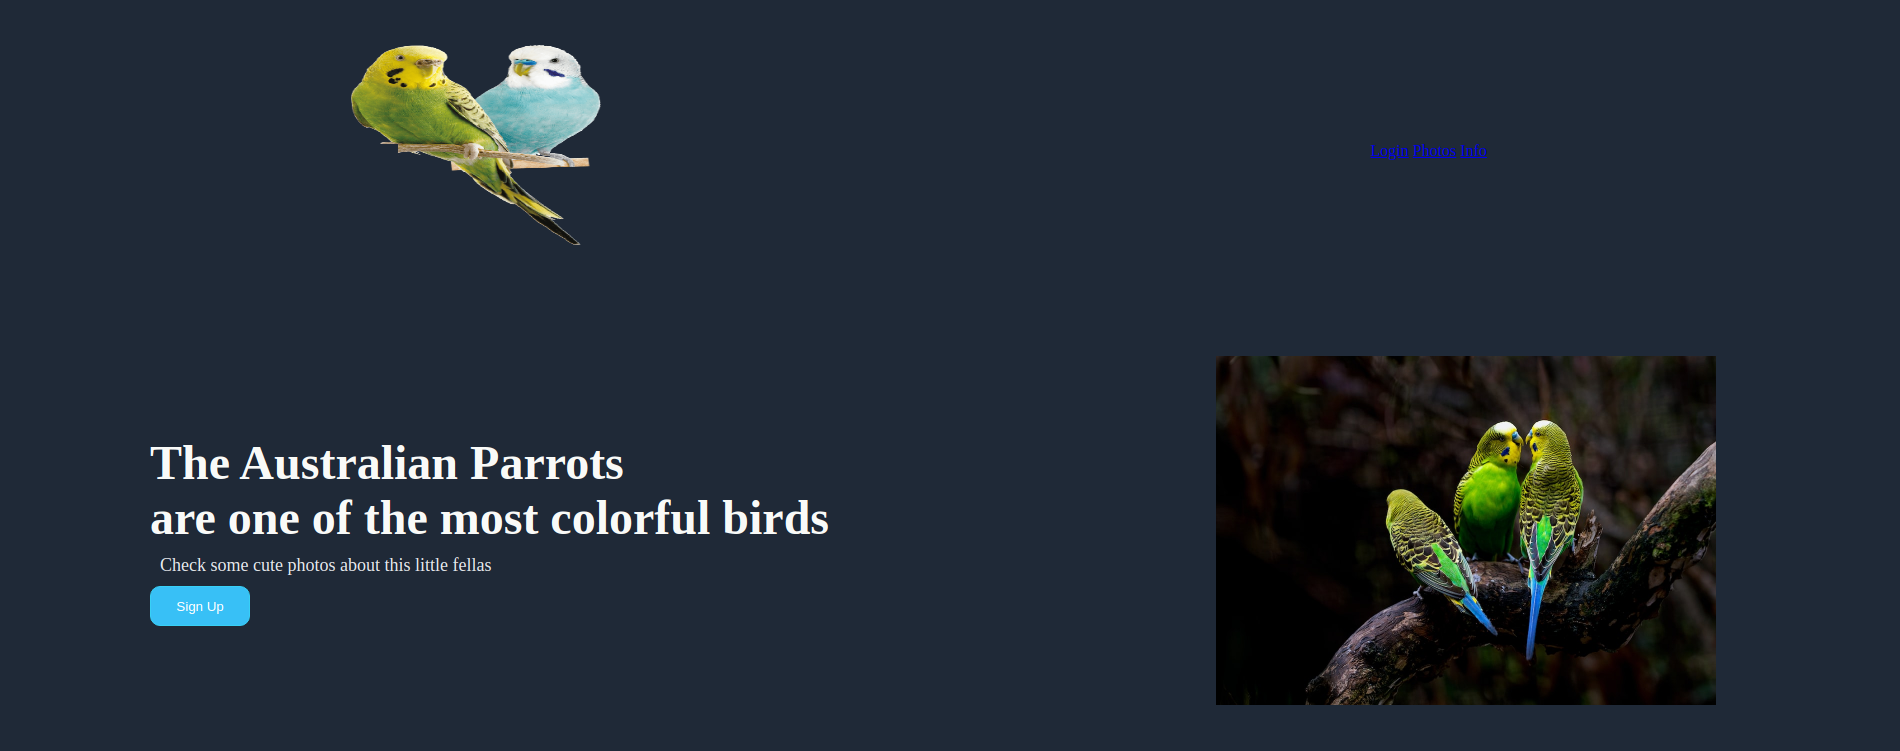 Login Photos Info
The Australian Parrots
are one of the most colorful birds
Check some cute photos about this little fellas
Sign Up